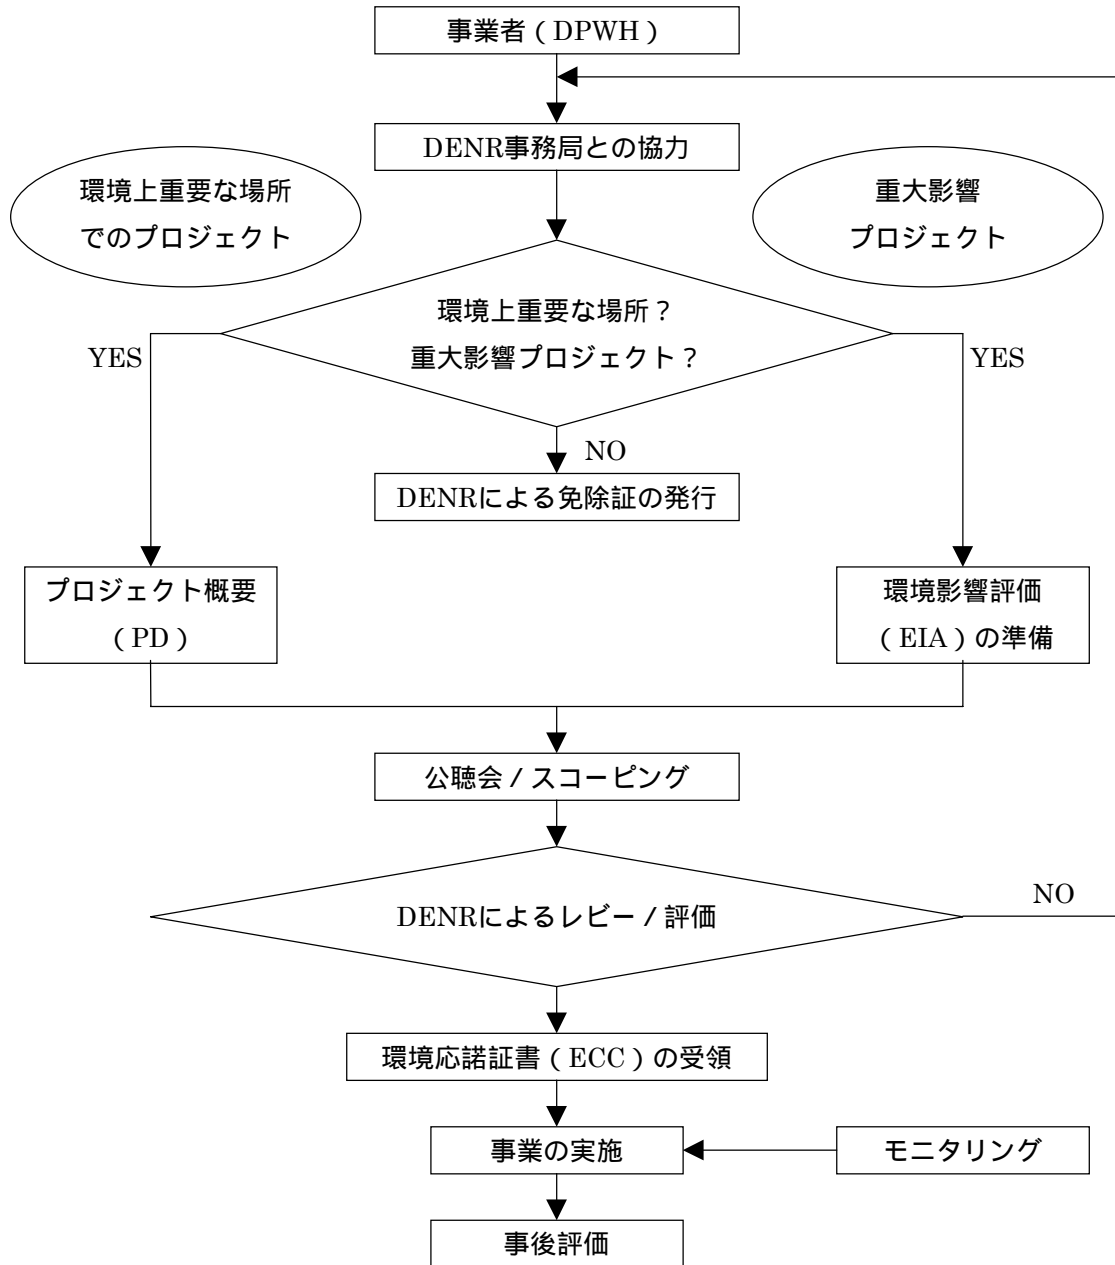 事業者（DPWH）
DENR事務局との協力
環境上重要な場所
でのプロジェクト
重大影響
プロジェクト
環境上重要な場所？
重大影響プロジェクト？
YES
YES
NO
DENRによる免除証の発行
プロジェクト概要
（PD）
環境影響評価
（EIA）の準備
公聴会／スコーピング
DENRによるレビー／評価
NO
環境応諾証書（ECC）の受領
事業の実施
モニタリング
事後評価